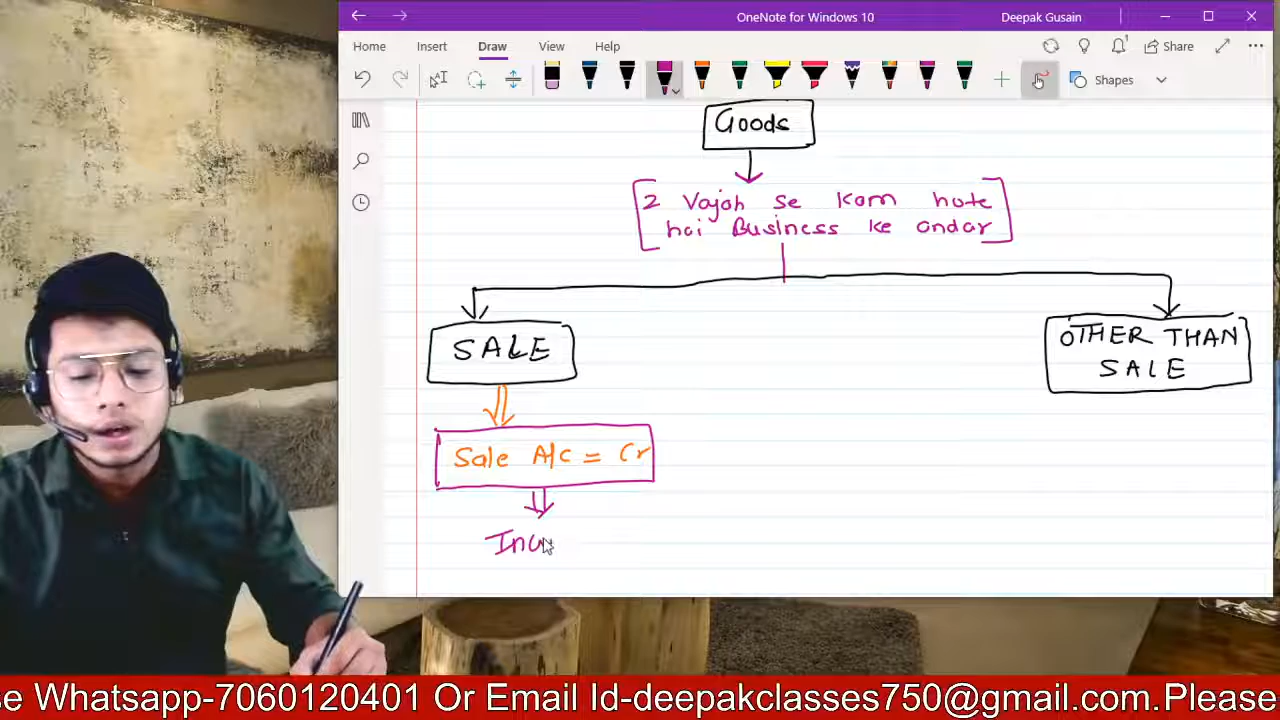 OneNote for Windows 10
Deepak Gusain
Home Insert Draw View Help
Share
Shapes
Goods
2 Vajah se Kam hote
hai Business ke andar
SALE
OTHER THAN
SALE
Sale A/c = Cr
Inc
se Whatsapp-7060120401 Or Email Id-deepakclasses750@gmail.com.Please